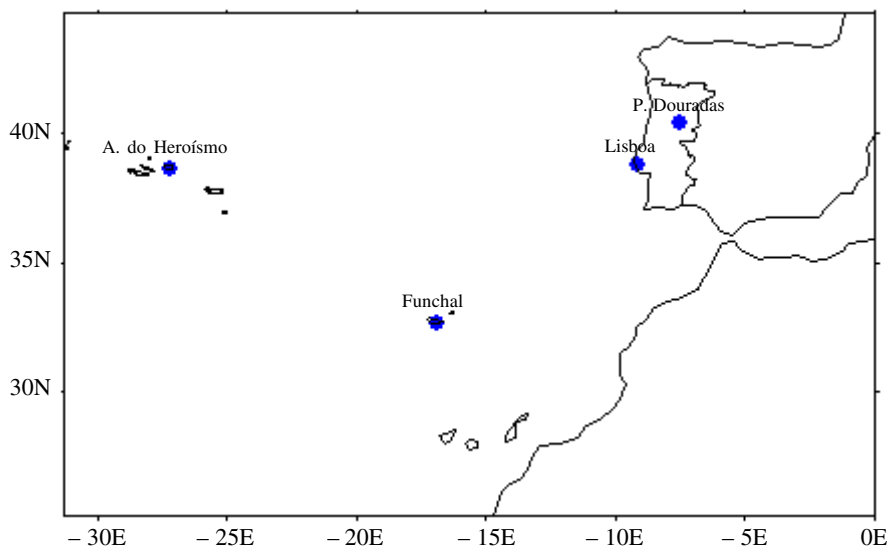 P. Douradas
40N
A. do Heroísmo
Lisboa
35N
Funchal
30N
– 30E – 25E – 20E – 15E – 10E – 5E 0E